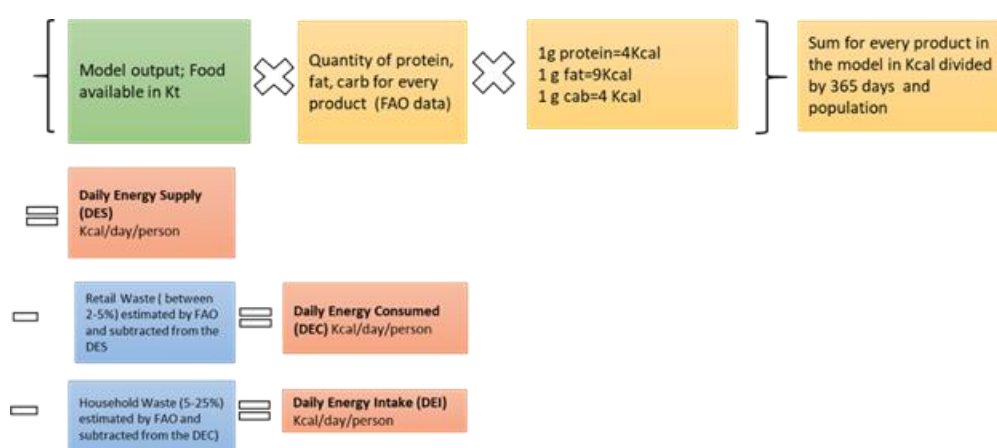 Model output; Food
available in Kt
Quantity of protein,
fat, carb for every
product (FAO data)
1g protein=4Kcal
1 g fat=9Kcal
1 g cab=4 Kcal
Sum for every product in
the model in Kcal divided
by 365 days and
population
Daily Energy Supply
(DES)
Kcal/day/person
Retail Waste ( between
2-5%) estimated by FAO
and subtracted from the
DES
Daily Energy Consumed
(DEC) Kcal/day/person
Household Waste (5-25%)
estimated by FAO and
subtracted from the DEC)
Daily Energy Intake (DEI)
Kcal/day/person